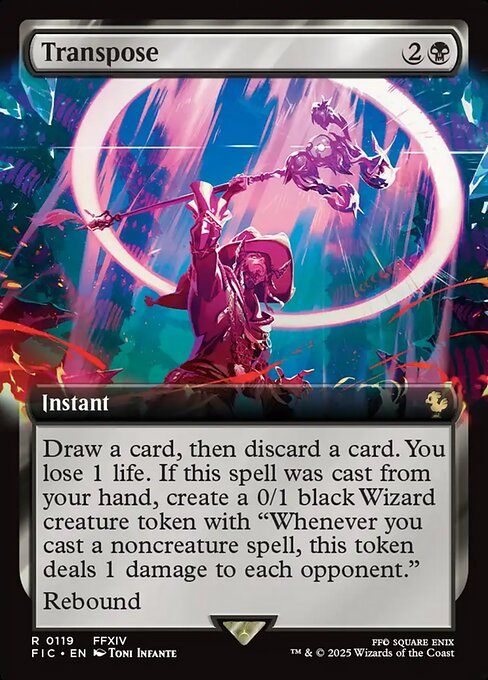 Transpose 2
Instant
Draw a card, then discard a card. You
lose 1 life. If this spell was cast from
your hand, create a 0/1 black Wizard
creature token with “Whenever you
cast a noncreature spell, this token
deals 1 damage to each opponent.”
Rebound
R 0119 FFXIV
FIC • EN Toni Infante
FF© SQUARE ENIX
™ & © 2025 Wizards of the Coast